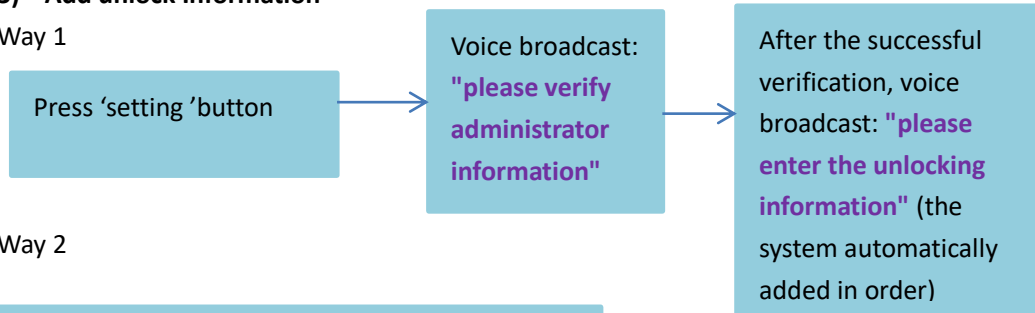 Add unlock information
Way 1
Press ‘setting ’button
Voice broadcast:
"please verify
administrator
information"
After the successful
verification, voice
broadcast: "please
enter the unlocking
information" (the
system automatically
added in order)
Way 2